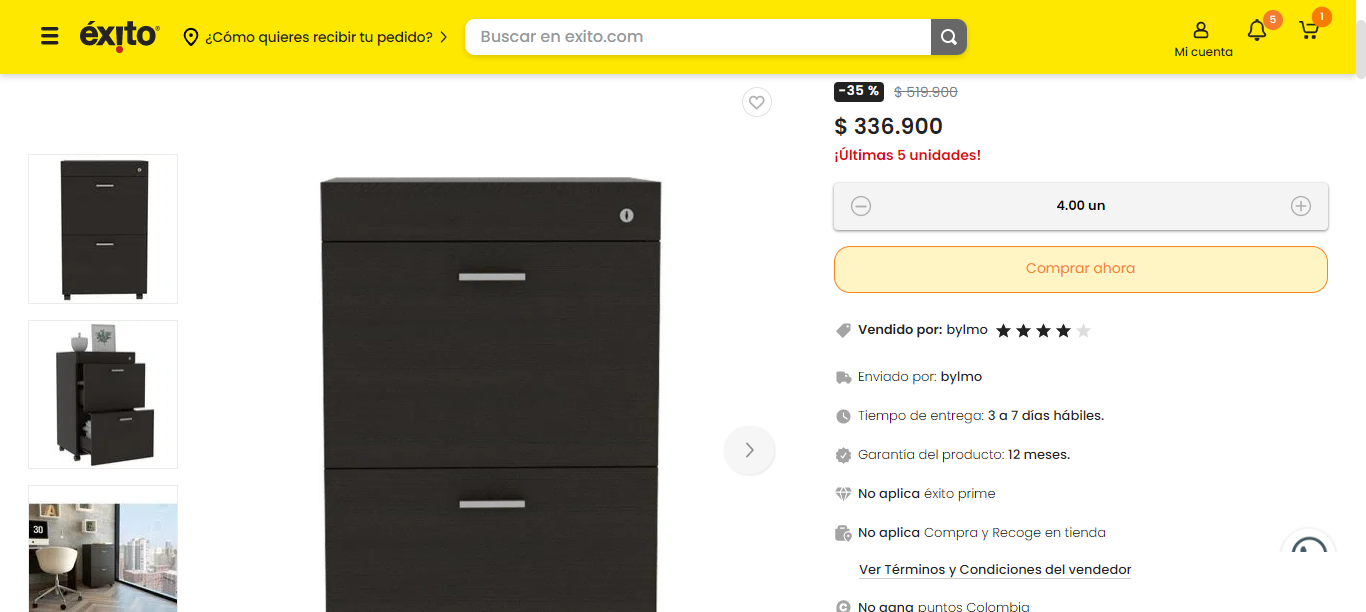 éxito
¿Cómo quieres recibir tu pedido?
Buscar en exito.com
Mi cuenta
5
1
-35 % $ 519.900
$ 336.900
¡Últimas 5 unidades!
4.00 un
Comprar ahora
Vendido por: bylmo
Enviado por: bylmo
Tiempo de entrega: 3 a 7 días hábiles.
Garantía del producto: 12 meses.
No aplica éxito prime
No aplica Compra y Recoge en tienda
Ver Términos y Condiciones del vendedor
No gana puntos Colombia
A
30